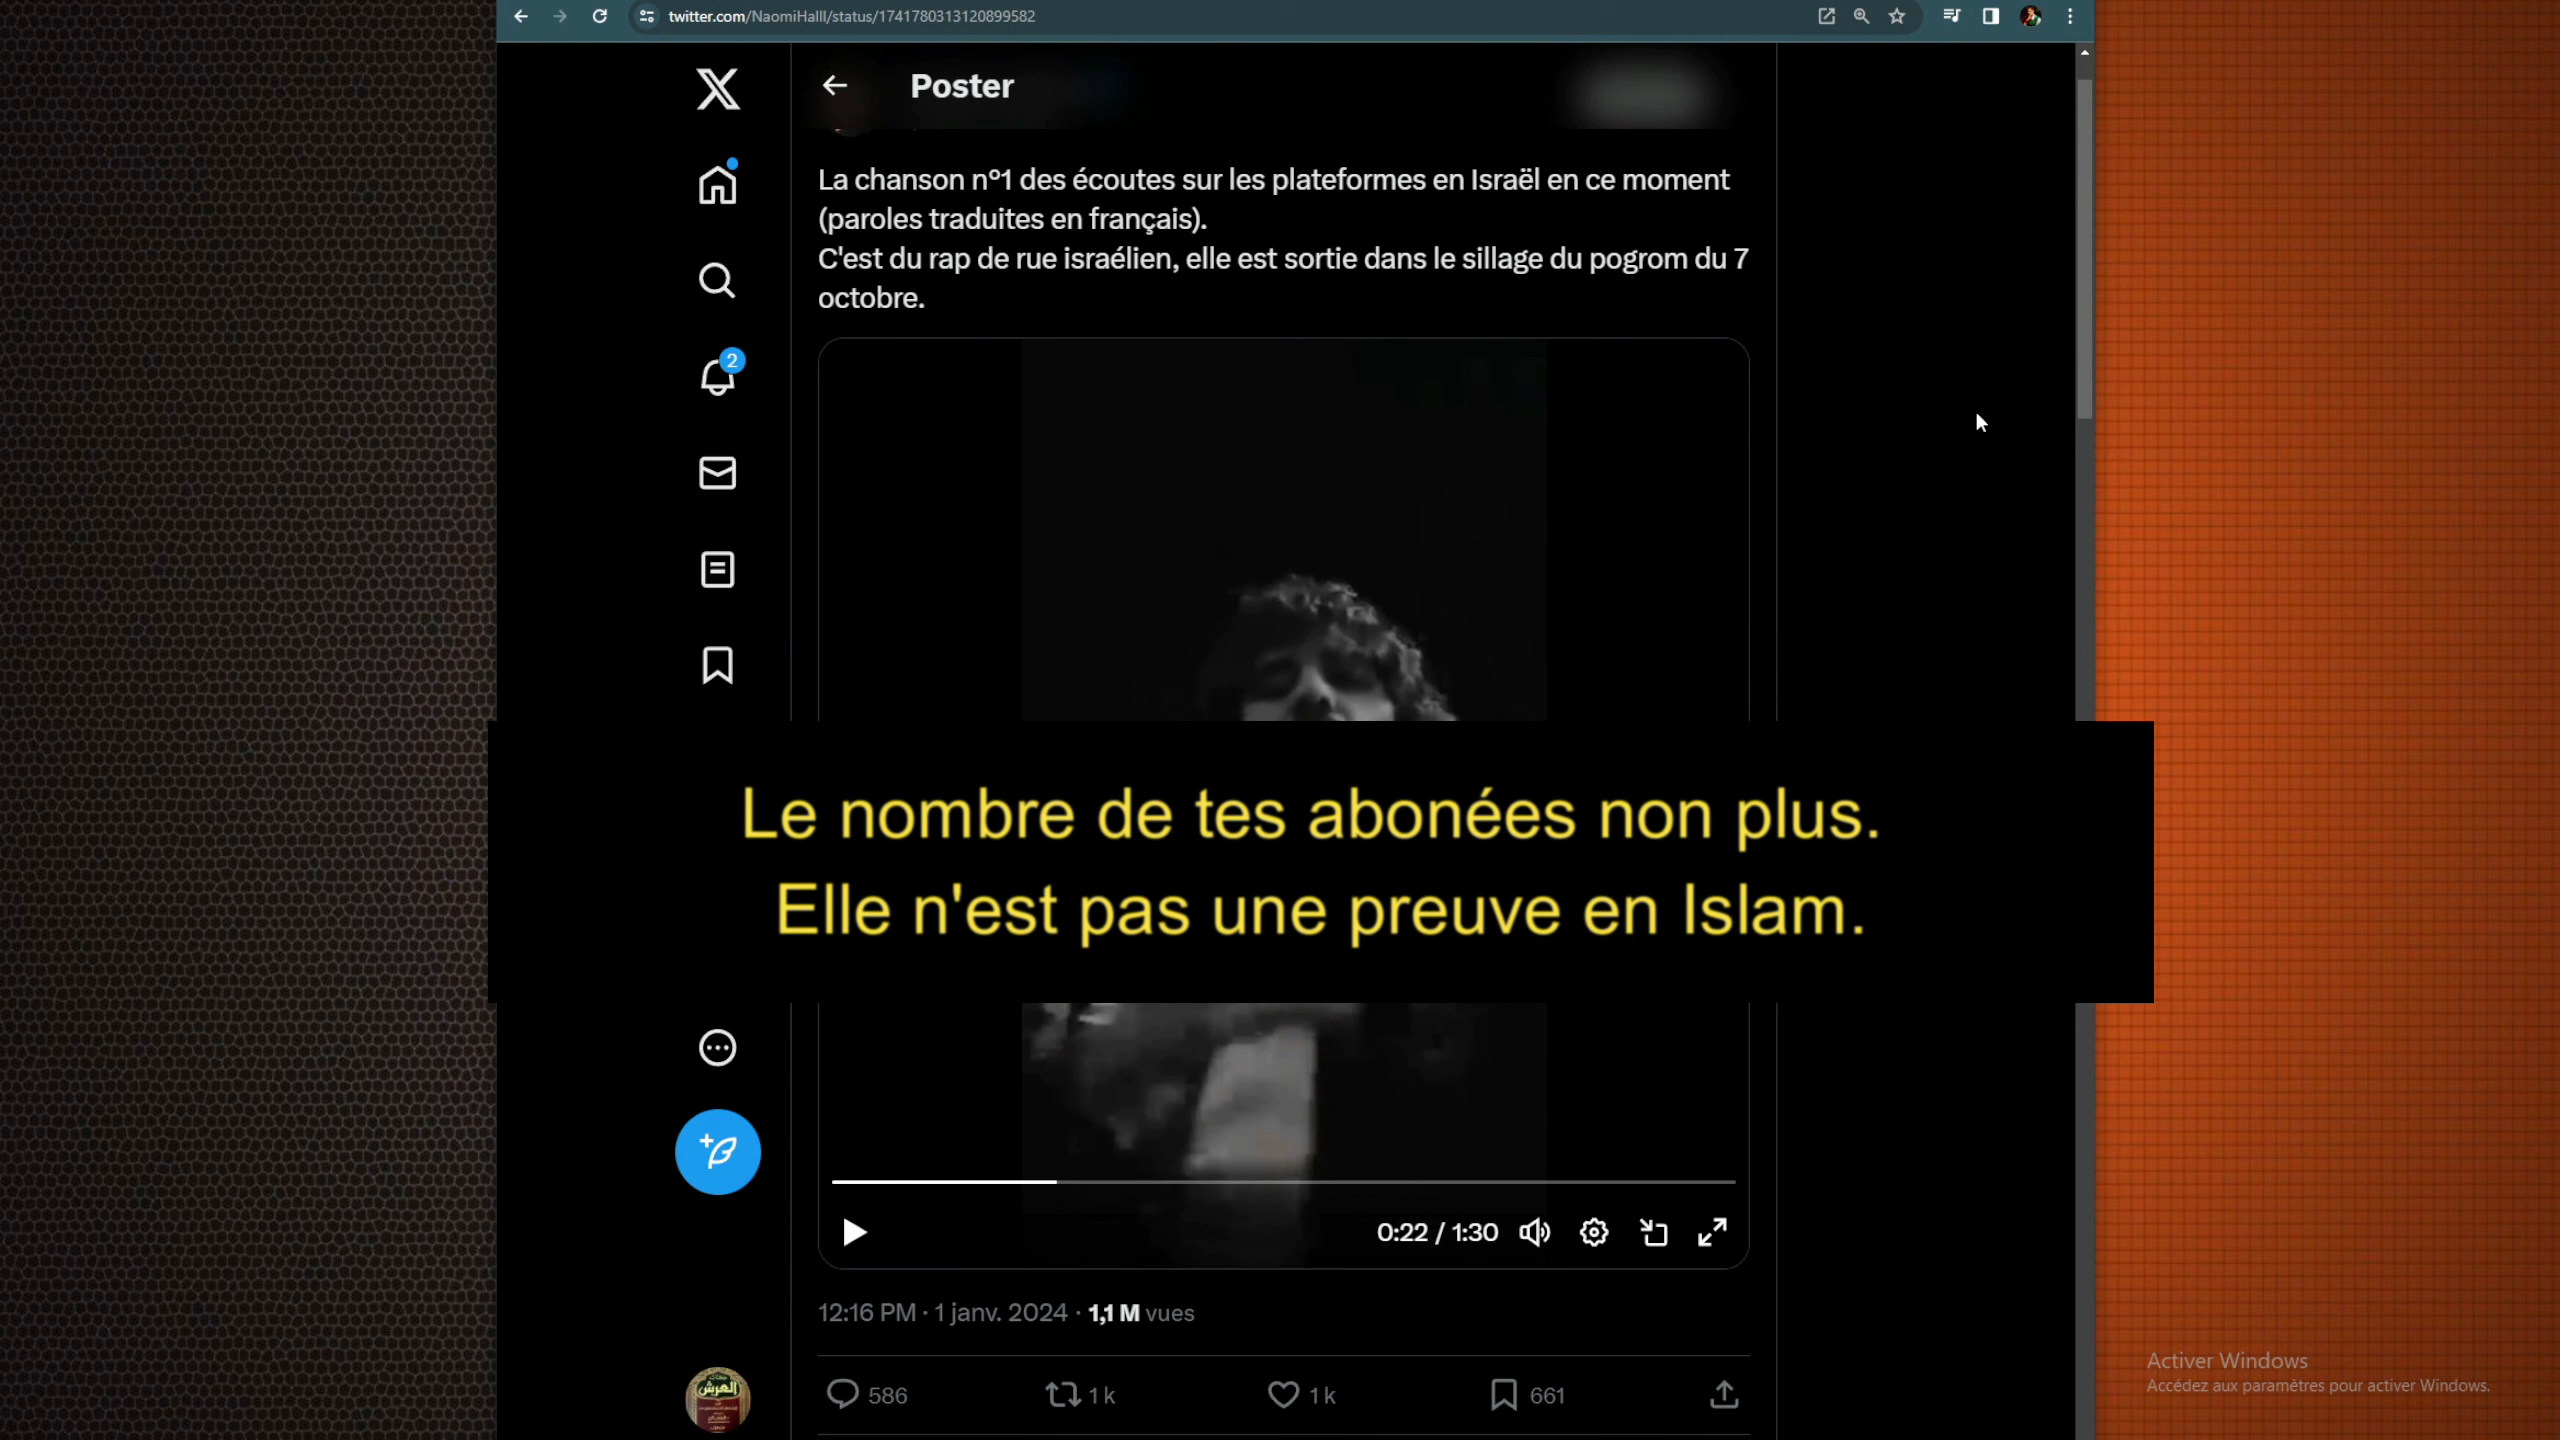 twitter.com/NaomiHalll/status/1741780313120899582
Poster
La chanson n°1 des écoutes sur les plateformes en Israël en ce moment
(paroles traduites en français).
C'est du rap de rue israélien, elle est sortie dans le sillage du pogrom du 7
octobre.
2
Le nombre de tes abonées non plus.
Elle n'est pas une preuve en Islam.
0:22 / 1:30
12:16 PM · 1 janv. 2024 · 1,1 M vues
586 1 k 1 k 661
العرش
Activer Windows
Accédez aux paramètres pour activer Windows.